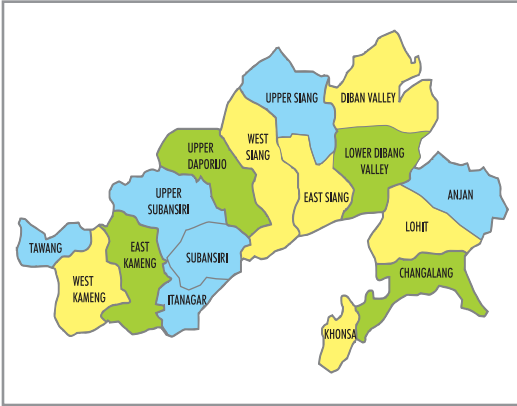 UPPER SIANG
DIBAN VALLEY
WEST
SIANG
UPPER
DAPORIJO
LOWER DIBANG
VALLEY
EAST SIANG
ANJAN
UPPER
SUBANSIRI
LOHIT
TAWANG
EAST
KAMENG
SUBANSIRI
CHANGALANG
WEST
KAMENG
ITANAGAR
KHONSA